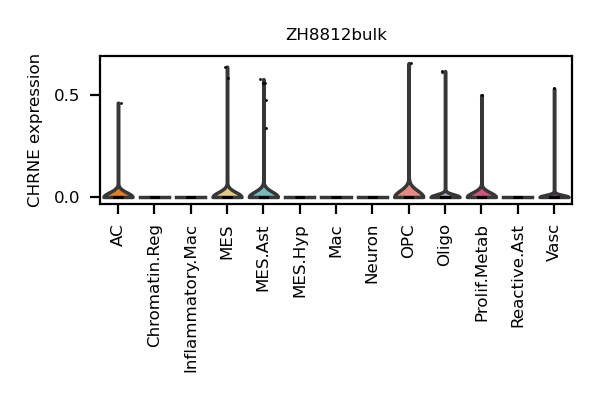 ZH8812bulk
CHRNE expression
0.5
0.0
AC
Chromatin.Reg
Inflammatory.Mac
MES
MES.Ast
MES.Hyp
Mac
Neuron
OPC
Oligo
Prolif.Metab
Reactive.Ast
Vasc